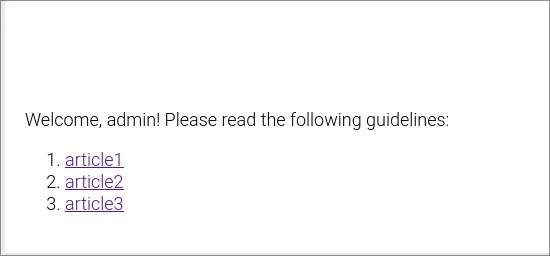 Welcome, admin! Please read the following guidelines:
1. article1
2. article2
3. article3